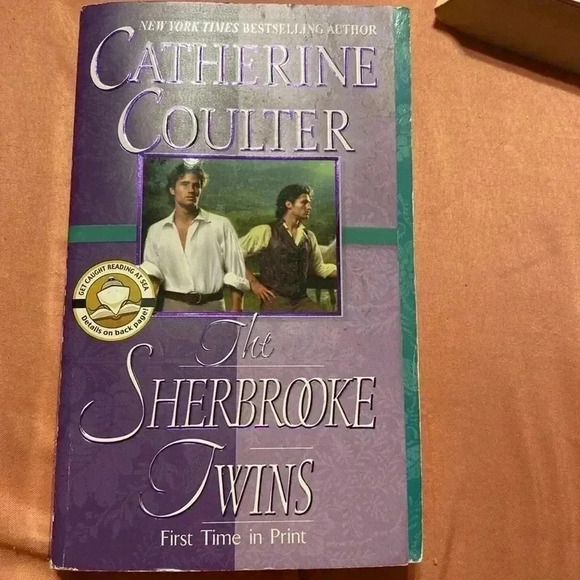 NEW YORK TIMES BESTSELLING AUTHOR
CATHERINE
COULTER
GET CAUGHT READING AT SEA
Details on back page!
The
SHERBROOKE
TWINS
First Time in Print